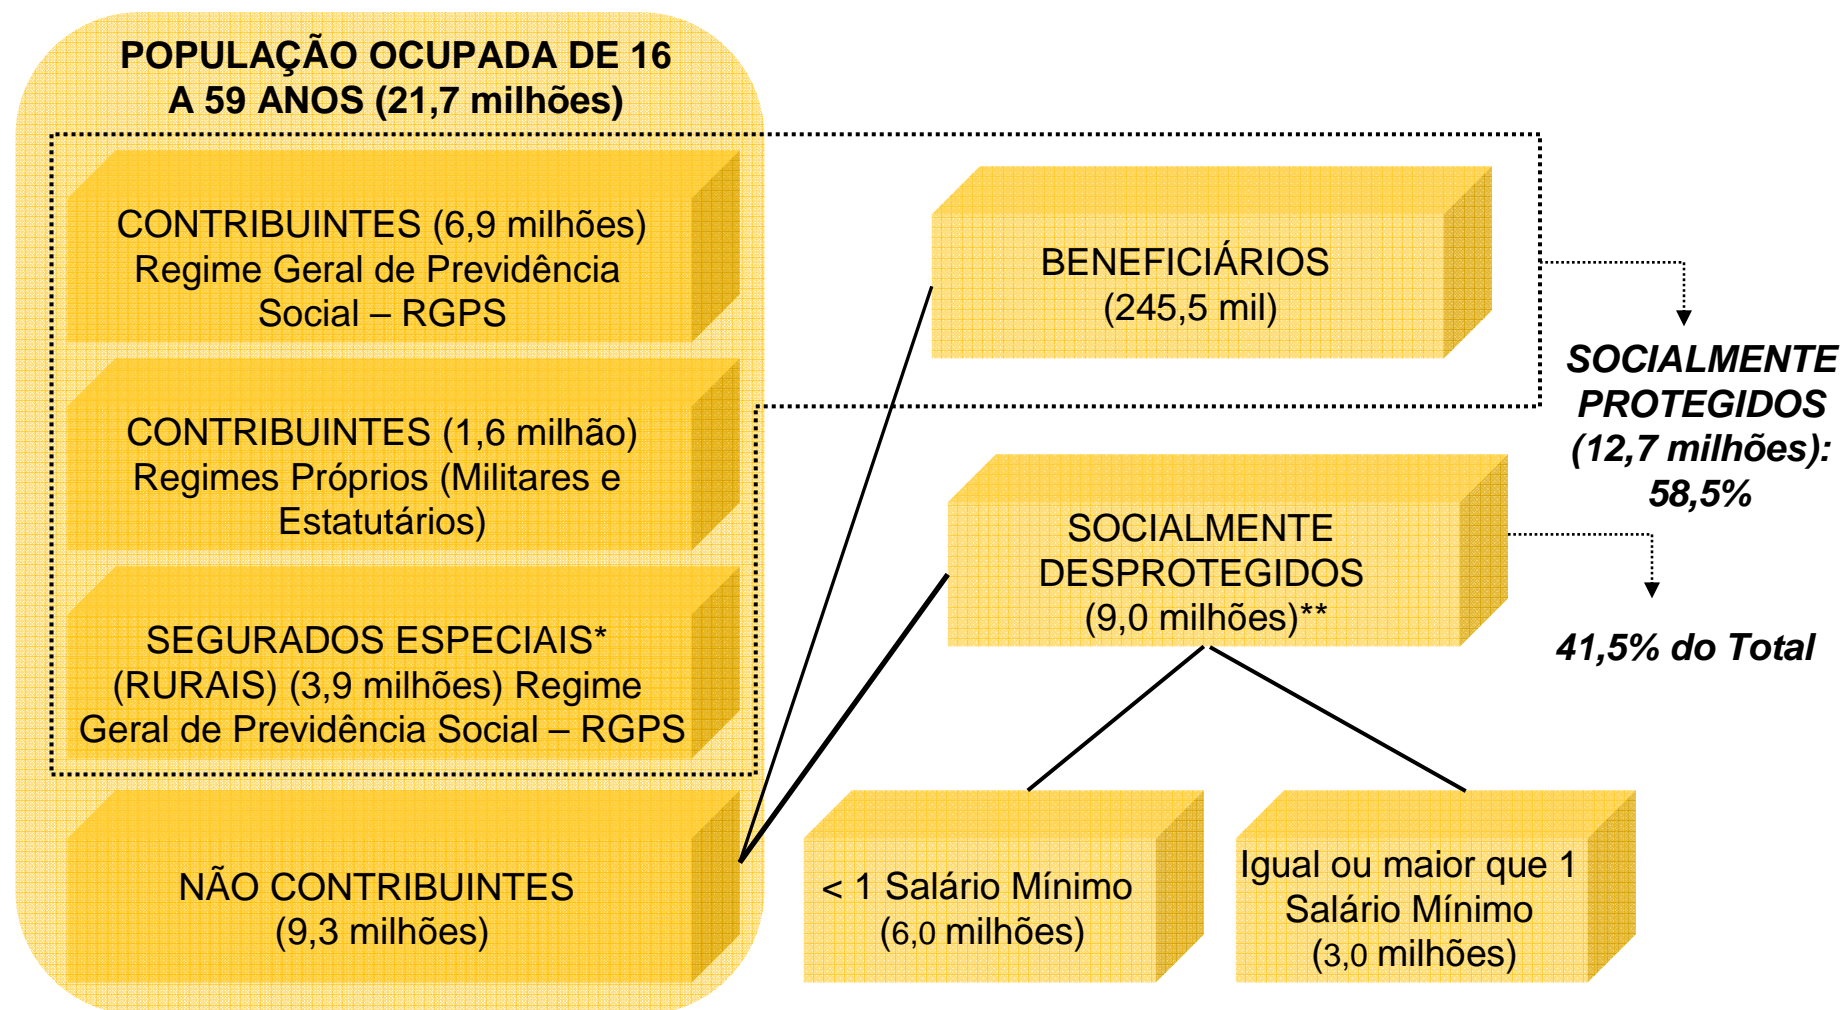 POPULAÇÃO OCUPADA DE 16
A 59 ANOS (21,7 milhões)
CONTRIBUINTES (6,9 milhões)
Regime Geral de Previdência
Social – RGPS
CONTRIBUINTES (1,6 milhão)
Regimes Próprios (Militares e
Estatutários)
SEGURADOS ESPECIAIS*
(RURAIS) (3,9 milhões) Regime
Geral de Previdência Social – RGPS
NÃO CONTRIBUINTES
(9,3 milhões)
BENEFICIÁRIOS
(245,5 mil)
SOCIALMENTE
DESPROTEGIDOS
(9,0 milhões)**
< 1 Salário Mínimo
(6,0 milhões)
Igual ou maior que 1
Salário Mínimo
(3,0 milhões)
SOCIALMENTE
PROTEGIDOS
(12,7 milhões):
58,5%
41,5% do Total